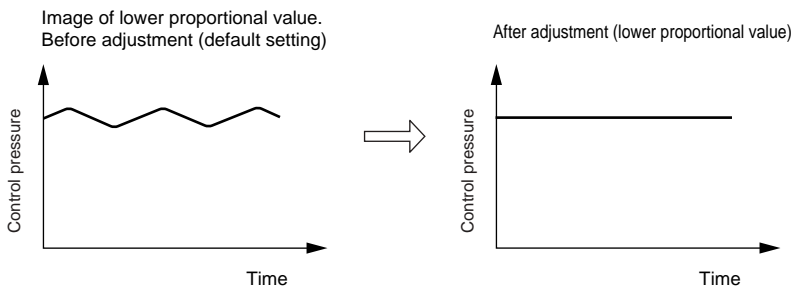 Image of lower proportional value.
Before adjustment (default setting)
Control pressure
Time
After adjustment (lower proportional value)
Control pressure
Time